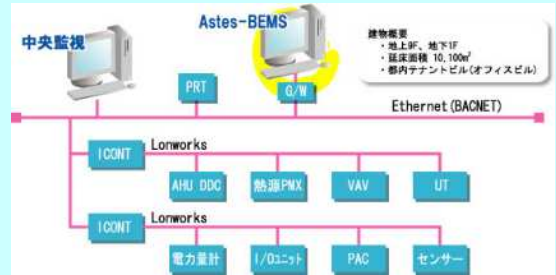 Astes-BEMS
中央監視
建物概要
・地上9F、地下1F
・延床面積 10,100㎡
・都内テナントビル(オフィスビル)
PRT
G/W
Ethernet(BACNET)
ICONT
Lonworks
AHU DDC
熱源PMX
VAV
UT
ICONT
Lonworks
電力量計
I/Oユニット
PAC
センサー